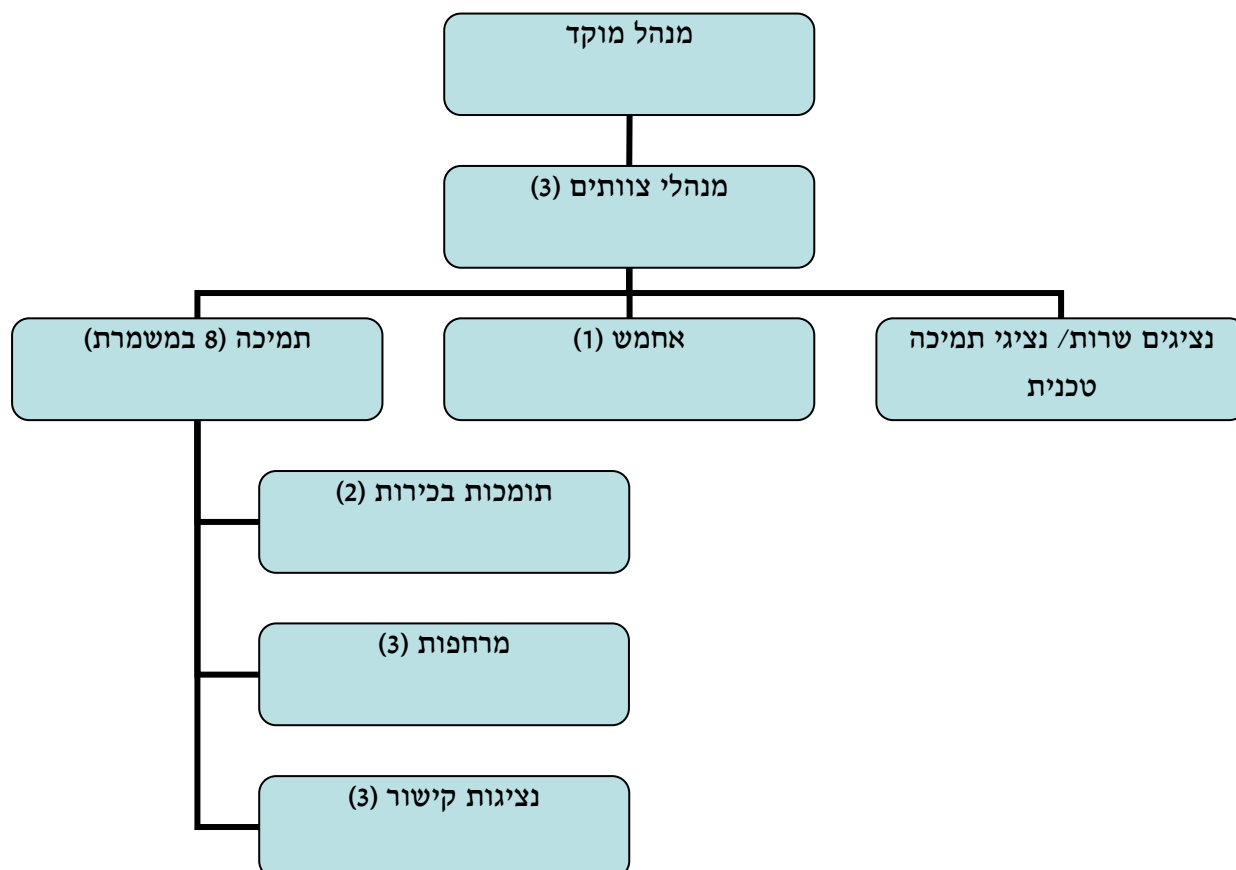 מנהל מוקד
מנהלי צוותים (3)
נציגים שרות/ נציגי תמיכה
טכנית
אחמש (1)
תמיכה (8 במשמרת)
תומכות בכירות (2)
מרחפות (3)
נציגות קישור (3)